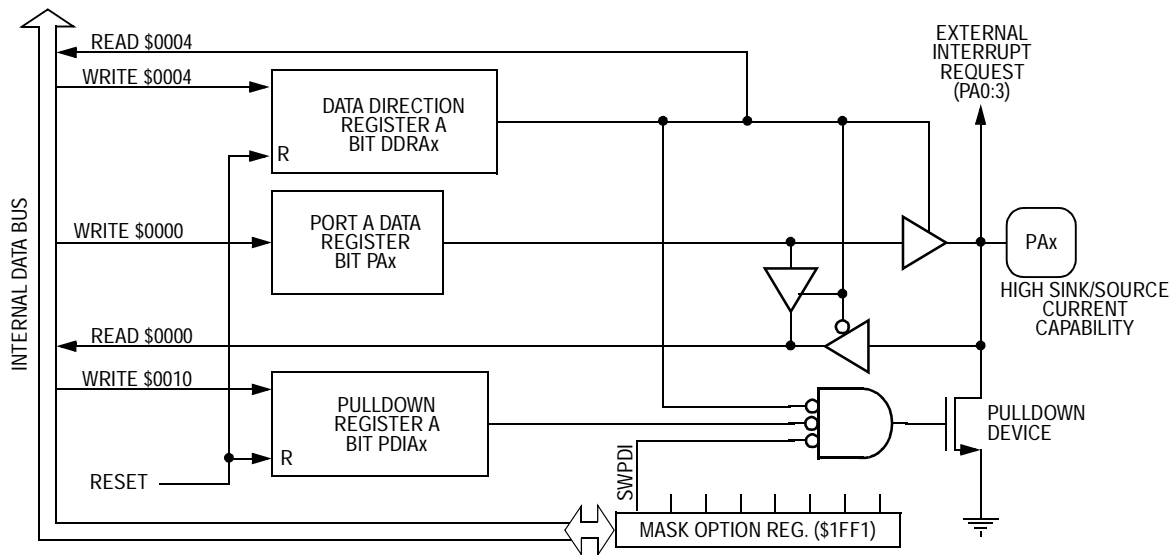 READ $0004
WRITE $0004
DATA DIRECTION
REGISTER A
BIT DDRAx
R
EXTERNAL
INTERRUPT
REQUEST
(PA0:3)
INTERNAL DATA BUS
WRITE $0000
PORT A DATA
REGISTER
BIT PAx
PAx
HIGH SINK/SOURCE
CURRENT
CAPABILITY
READ $0000
WRITE $0010
PULLDOWN
REGISTER A
BIT PDIAx
R
PULLDOWN
DEVICE
RESET
SWPDI
MASK OPTION REG. ($1FF1)